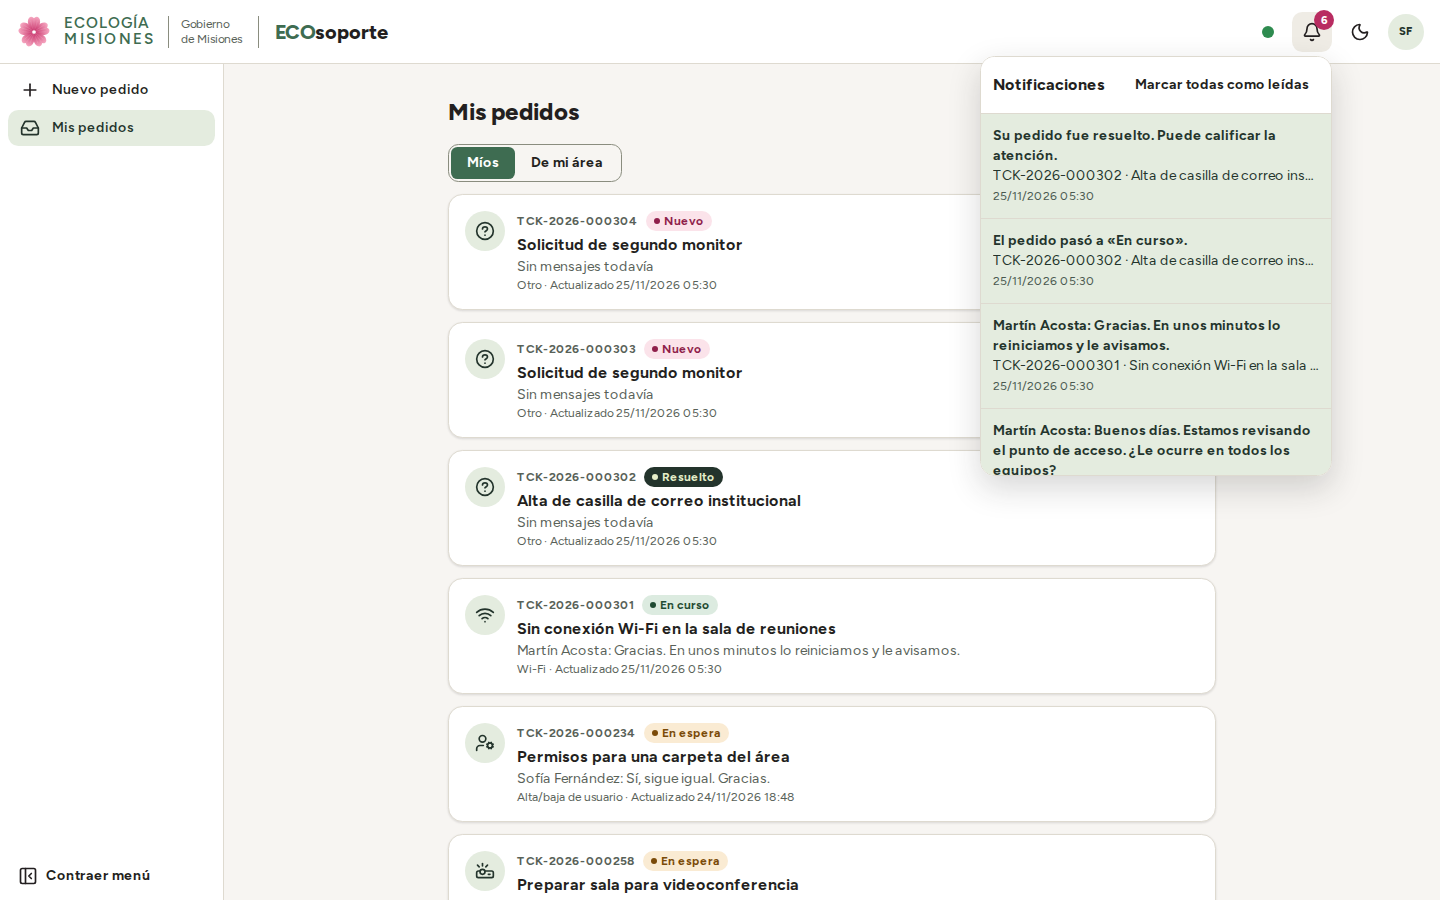 ECOLOGÍA
MISIONES
Gobierno
de Misiones
ECOsoporte
6
SF
Nuevo pedido
Mis pedidos
Contraer menú
Mis pedidos
Míos
De mi área
TCK-2026-000304 Nuevo
Solicitud de segundo monitor
Sin mensajes todavía
Otro · Actualizado 25/11/2026 05:30
TCK-2026-000303 Nuevo
Solicitud de segundo monitor
Sin mensajes todavía
Otro · Actualizado 25/11/2026 05:30
TCK-2026-000302 Resuelto
Alta de casilla de correo institucional
Sin mensajes todavía
Otro · Actualizado 25/11/2026 05:30
TCK-2026-000301 En curso
Sin conexión Wi-Fi en la sala de reuniones
Martín Acosta: Gracias. En unos minutos lo reiniciamos y le avisamos.
Wi-Fi · Actualizado 25/11/2026 05:30
TCK-2026-000234 En espera
Permisos para una carpeta del área
Sofía Fernández: Sí, sigue igual. Gracias.
Alta/baja de usuario · Actualizado 24/11/2026 18:48
TCK-2026-000258 En espera
Preparar sala para videoconferencia
Notificaciones
Marcar todas como leídas
Su pedido fue resuelto. Puede calificar la
atención.
TCK-2026-000302 · Alta de casilla de correo ins…
25/11/2026 05:30
El pedido pasó a «En curso».
TCK-2026-000302 · Alta de casilla de correo ins…
25/11/2026 05:30
Martín Acosta: Gracias. En unos minutos lo
reiniciamos y le avisamos.
TCK-2026-000301 · Sin conexión Wi-Fi en la sala …
25/11/2026 05:30
Martín Acosta: Buenos días. Estamos revisando
el punto de acceso. ¿Le ocurre en todos los
equipos?